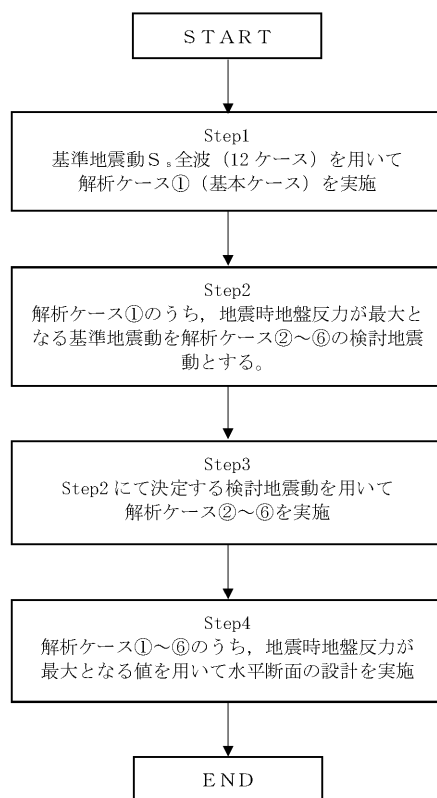 ＳＴＡＲＴ
Step1
基準地震動Ｓｓ全波（12 ケース）を用いて
解析ケース①（基本ケース）を実施
Step2
解析ケース①のうち，地震時地盤反力が最大と
なる基準地震動を解析ケース②～⑥の検討地震
動とする。
Step3
Step2 にて決定する検討地震動を用いて
解析ケース②～⑥を実施
Step4
解析ケース①～⑥のうち，地震時地盤反力が
最大となる値を用いて水平断面の設計を実施
ＥＮＤ